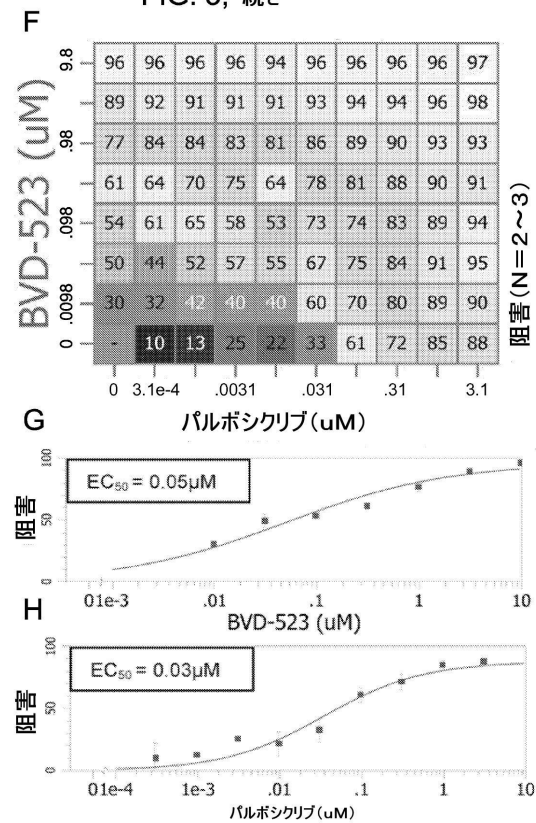 FIG. 6, 続き
F
BVD-523 (uM)
9.8 96 96 96 96 94 96 96 96 96 97
89 92 91 91 91 93 94 94 96 98
.98 77 84 84 83 81 86 89 90 93 93
61 64 70 75 64 78 81 88 90 91
.098 54 61 65 58 53 73 74 83 89 94
50 44 52 57 55 67 75 84 91 95
.0098 30 32 42 40 40 60 70 80 89 90
0 - 10 13 25 22 33 61 72 85 88
0 3.1e-4 .0031 .031 .31 3.1
パルボシクリブ(uM)
阻害(N=2~3)
G
EC₅₀ = 0.05µM
阻害
100
50
0
01e-3 .01 .1 1 10
BVD-523 (uM)
H
EC₅₀ = 0.03µM
阻害
100
50
0
01e-4 1e-3 .01 .1 1 10
パルボシクリブ(uM)